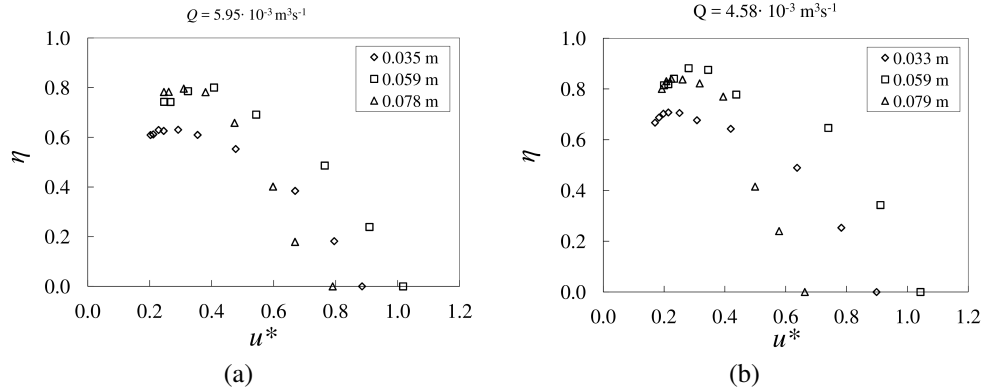 Q = 5.95· 10⁻³ m³s⁻¹
1.0
0.8
0.6
0.4
0.2
0.0
η
0.035 m
0.059 m
0.078 m
0.0 0.2 0.4 0.6 0.8 1.0 1.2
u*
(a)
Q = 4.58· 10⁻³ m³s⁻¹
1.0
0.8
0.6
0.4
0.2
0.0
η
0.033 m
0.059 m
0.079 m
0.0 0.2 0.4 0.6 0.8 1.0 1.2
u*
(b)